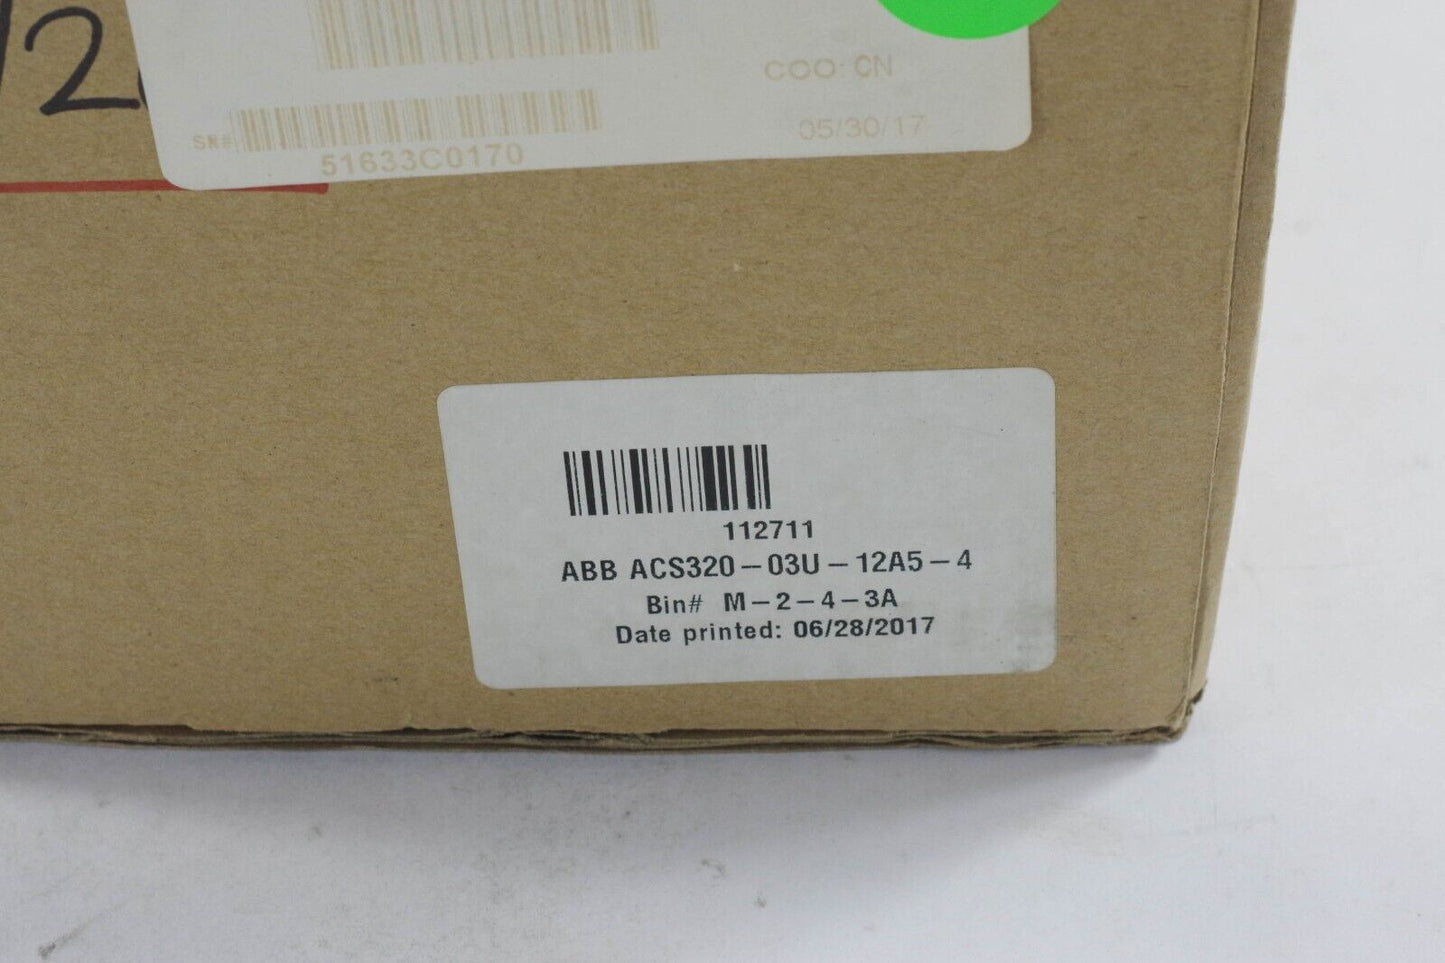 COO: CN
SN#
51633C0170
05/30/17
112711
ABB ACS320-03U-12A5-4
Bin# M-2-4-3A
Date printed: 06/28/2017